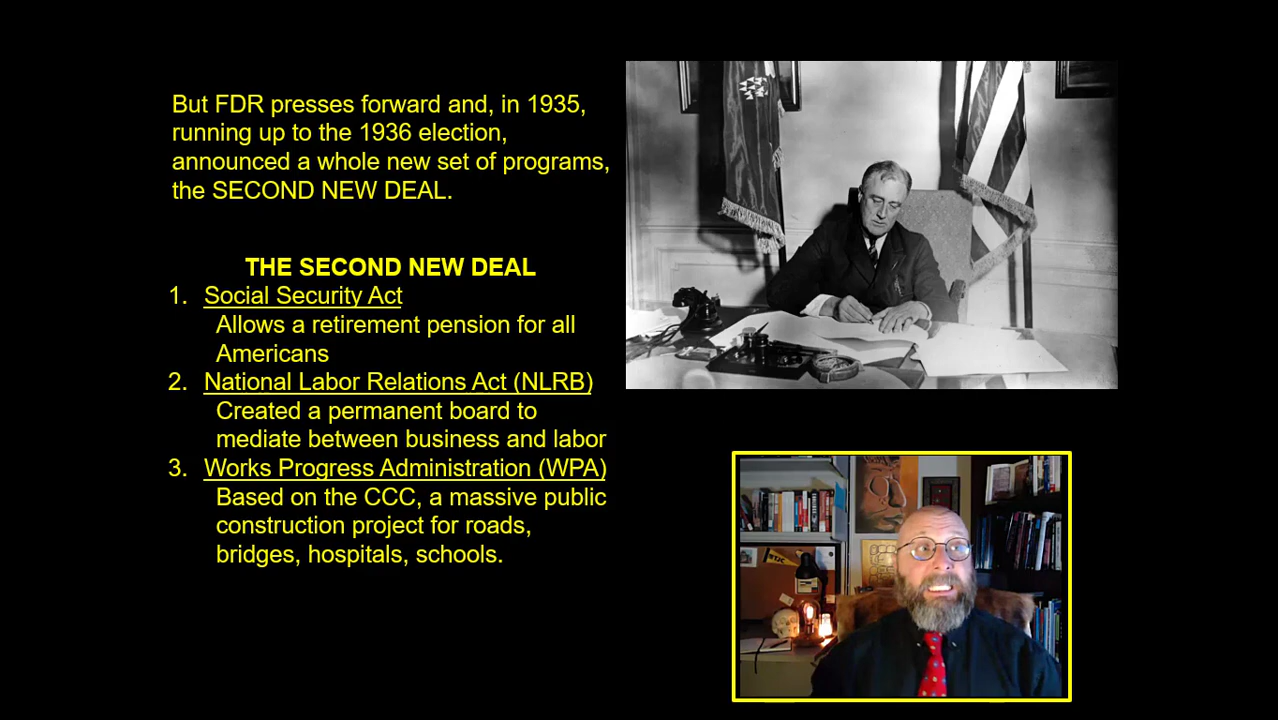 But FDR presses forward and, in 1935,
running up to the 1936 election,
announced a whole new set of programs,
the SECOND NEW DEAL.
THE SECOND NEW DEAL
1. Social Security Act
Allows a retirement pension for all
Americans
2. National Labor Relations Act (NLRB)
Created a permanent board to
mediate between business and labor
3. Works Progress Administration (WPA)
Based on the CCC, a massive public
construction project for roads,
bridges, hospitals, schools.